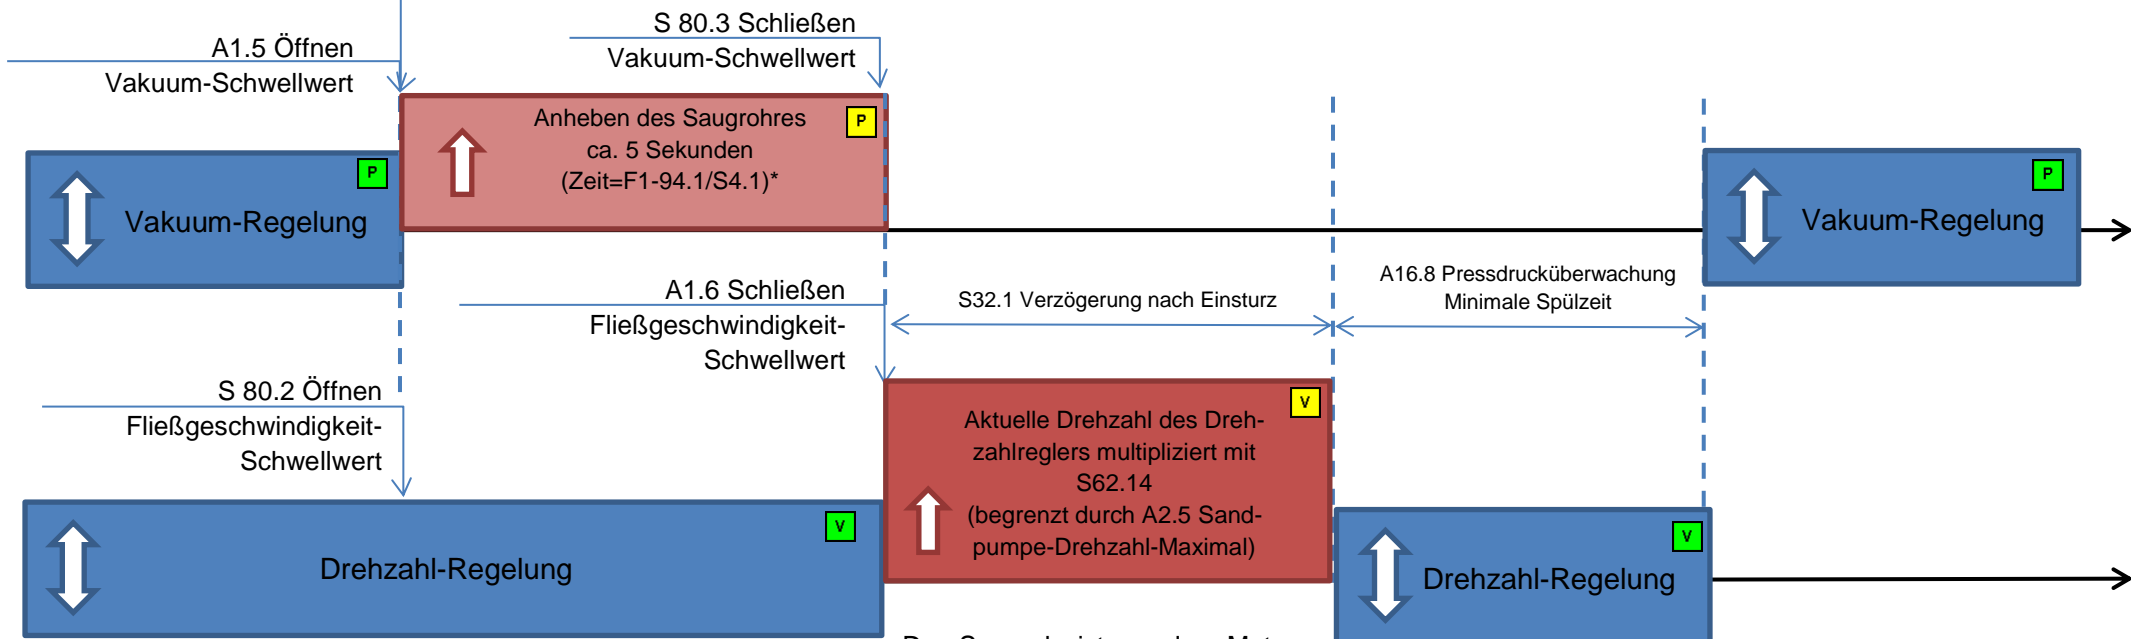 S 80.3 Schließen
Vakuum-Schwellwert
A1.5 Öffnen
Vakuum-Schwellwert
Anheben des Saugrohres
ca. 5 Sekunden
(Zeit=F1-94.1/S4.1)*
P
P
Vakuum-Regelung
P
Vakuum-Regelung
A1.6 Schließen
Fließgeschwindigkeit-
Schwellwert
S32.1 Verzögerung nach Einsturz
A16.8 Pressdrucküberwachung
Minimale Spülzeit
S 80.2 Öffnen
Fließgeschwindigkeit-
Schwellwert
V
Aktuelle Drehzahl des Dreh-
zahlreglers multipliziert mit
S62.14
(begrenzt durch A2.5 Sand-
pumpe-Drehzahl-Maximal)
V
Drehzahl-Regelung
V
Drehzahl-Regelung